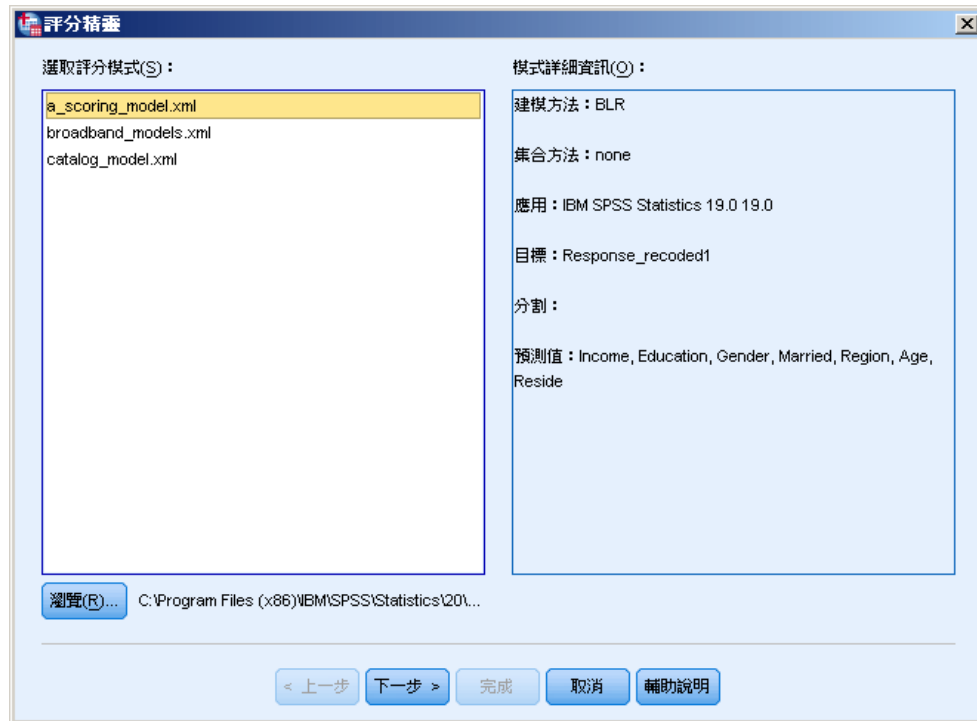 評分精靈
選取評分模式(S)：
a_scoring_model.xml
broadband_models.xml
catalog_model.xml
瀏覽(R)... C:\Program Files (x86)\IBM\SPSS\Statistics\20\...
模式詳細資訊(O)：
建模方法：BLR
集合方法：none
應用：IBM SPSS Statistics 19.0 19.0
目標：Response_recoded1
分割：
預測值：Income, Education, Gender, Married, Region, Age,
Reside
< 上一步 下一步 > 完成 取消 輔助說明